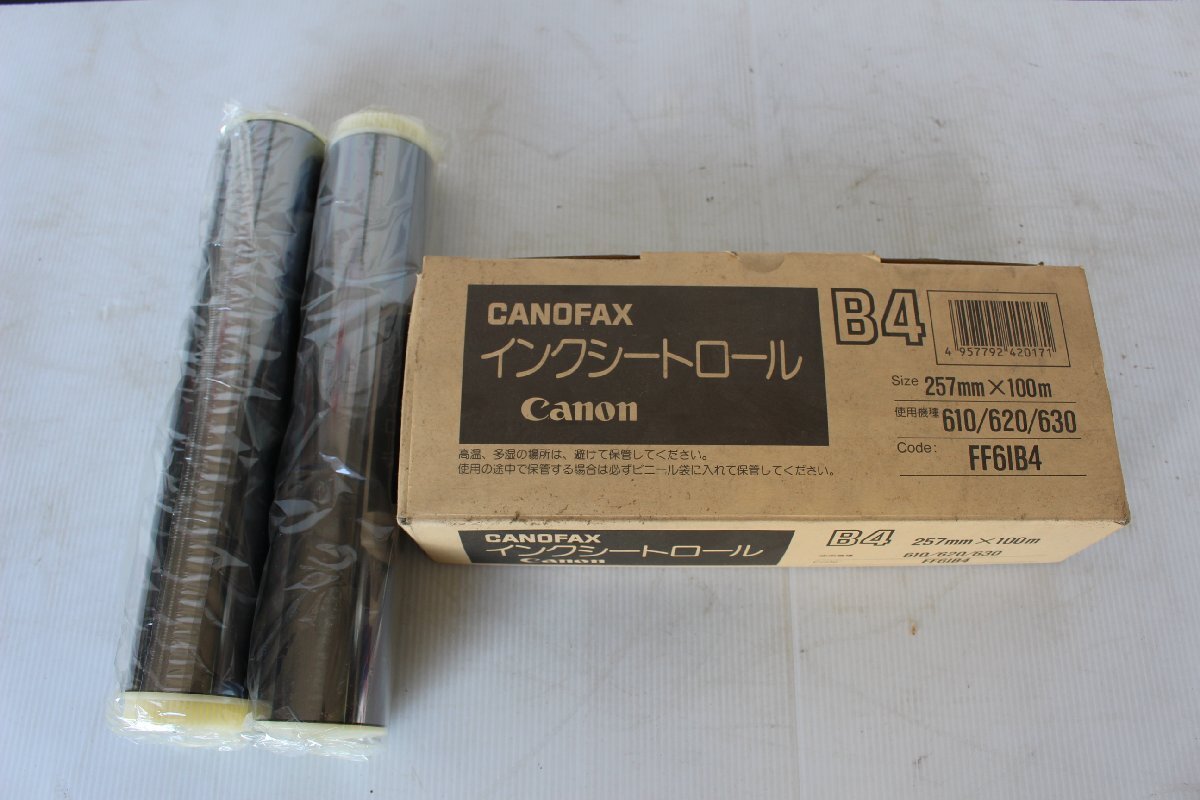 CANOFAX
インクシートロール
Canon
B4
4 957792 420171
Size 257mm×100m
使用機種 610/620/630
Code: FF6IB4
高温、多湿の場所は、避けて保管してください。
使用の途中で保管する場合は必ずビニール袋に入れて保管してください。
CANOFAX
インクシートロール
Canon
B4
257mm×100m
610/620/630
FF6IB4